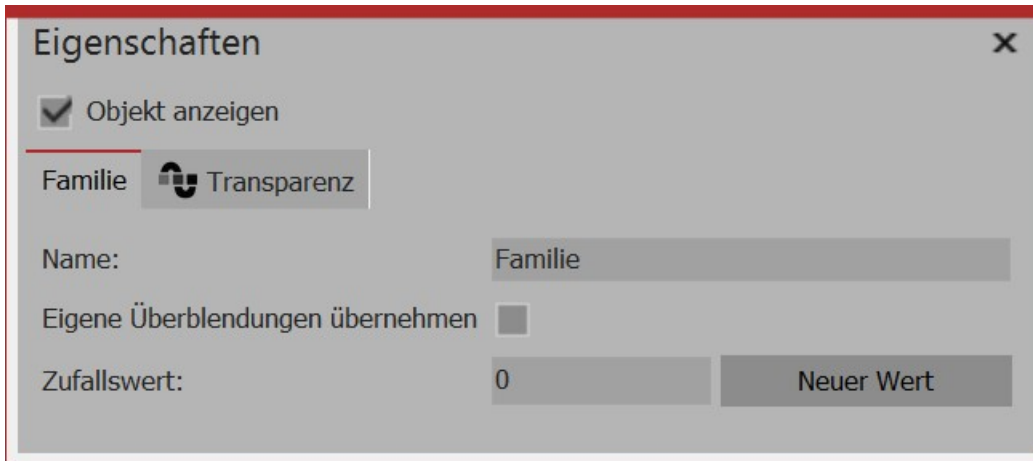 Eigenschaften
Objekt anzeigen
Familie Transparenz
Name: Familie
Eigene Überblendungen übernehmen
Zufallswert: 0 Neuer Wert